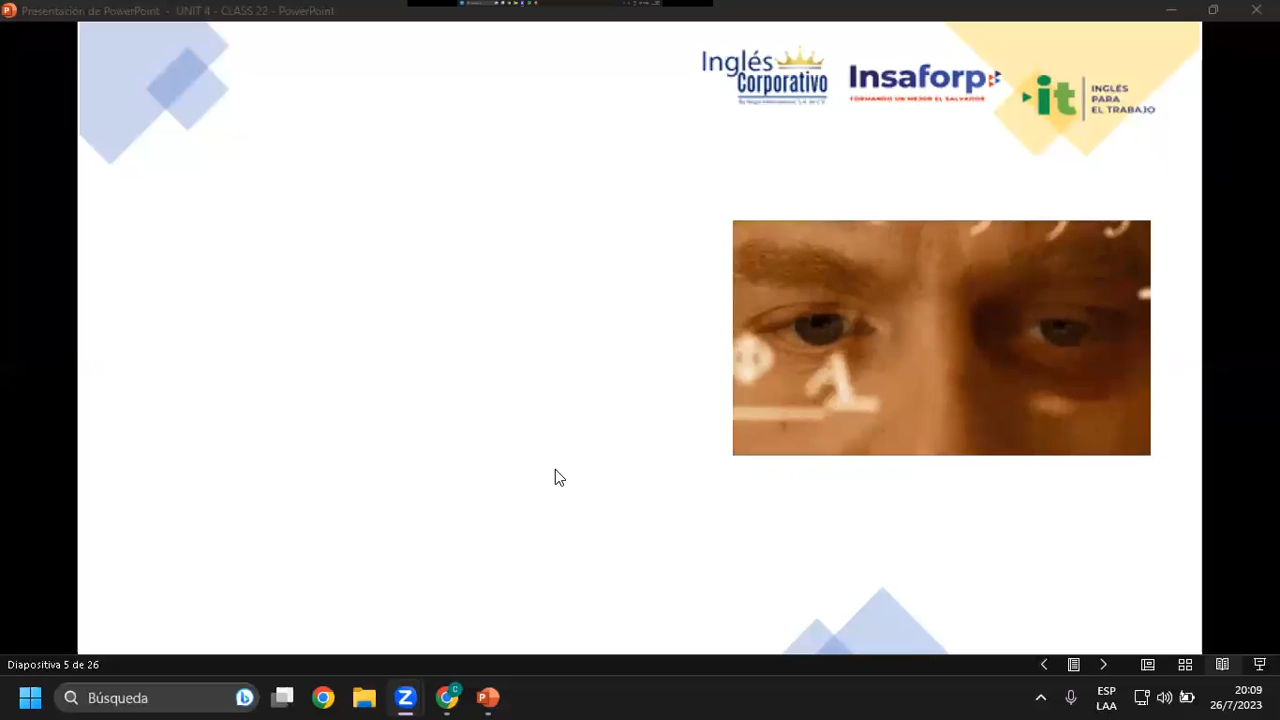 Presentación de PowerPoint - UNIT 4 - CLASS 22 - PowerPoint
Inglés
Corporativo
Insaforp
FORMANDO UN MEJOR EL SALVADOR
it
INGLÉS
PARA
EL TRABAJO
1
Diapositiva 5 de 26
Búsqueda
ESP
LAA
20:09
26/7/2023